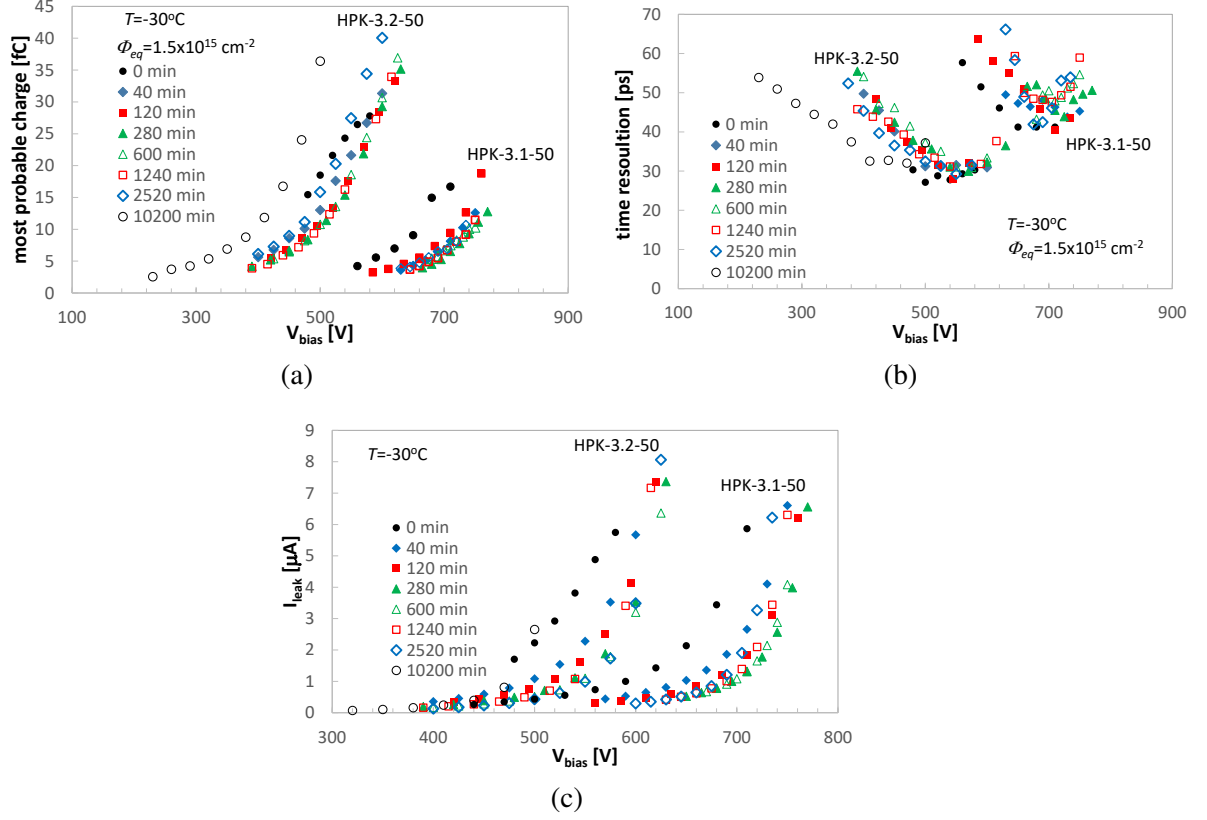 T=-30°C
Φeq=1.5x10^15 cm^-2
HPK-3.2-50
HPK-3.1-50
0 min
40 min
120 min
280 min
600 min
1240 min
2520 min
10200 min
most probable charge [fC]
40
35
30
25
20
15
10
5
0
100 300 500 700 900
Vbias [V]
(a)
HPK-3.2-50
HPK-3.1-50
0 min
40 min
120 min
280 min
600 min
1240 min
2520 min
10200 min
T=-30°C
Φeq=1.5x10^15 cm^-2
time resoultion [ps]
70
60
50
40
30
20
10
0
100 300 500 700 900
Vbias [V]
(b)
T=-30°C
HPK-3.2-50
HPK-3.1-50
0 min
40 min
120 min
280 min
600 min
1240 min
2520 min
10200 min
Ileak [µA]
9
8
7
6
5
4
3
2
1
0
300 400 500 600 700 800
Vbias [V]
(c)